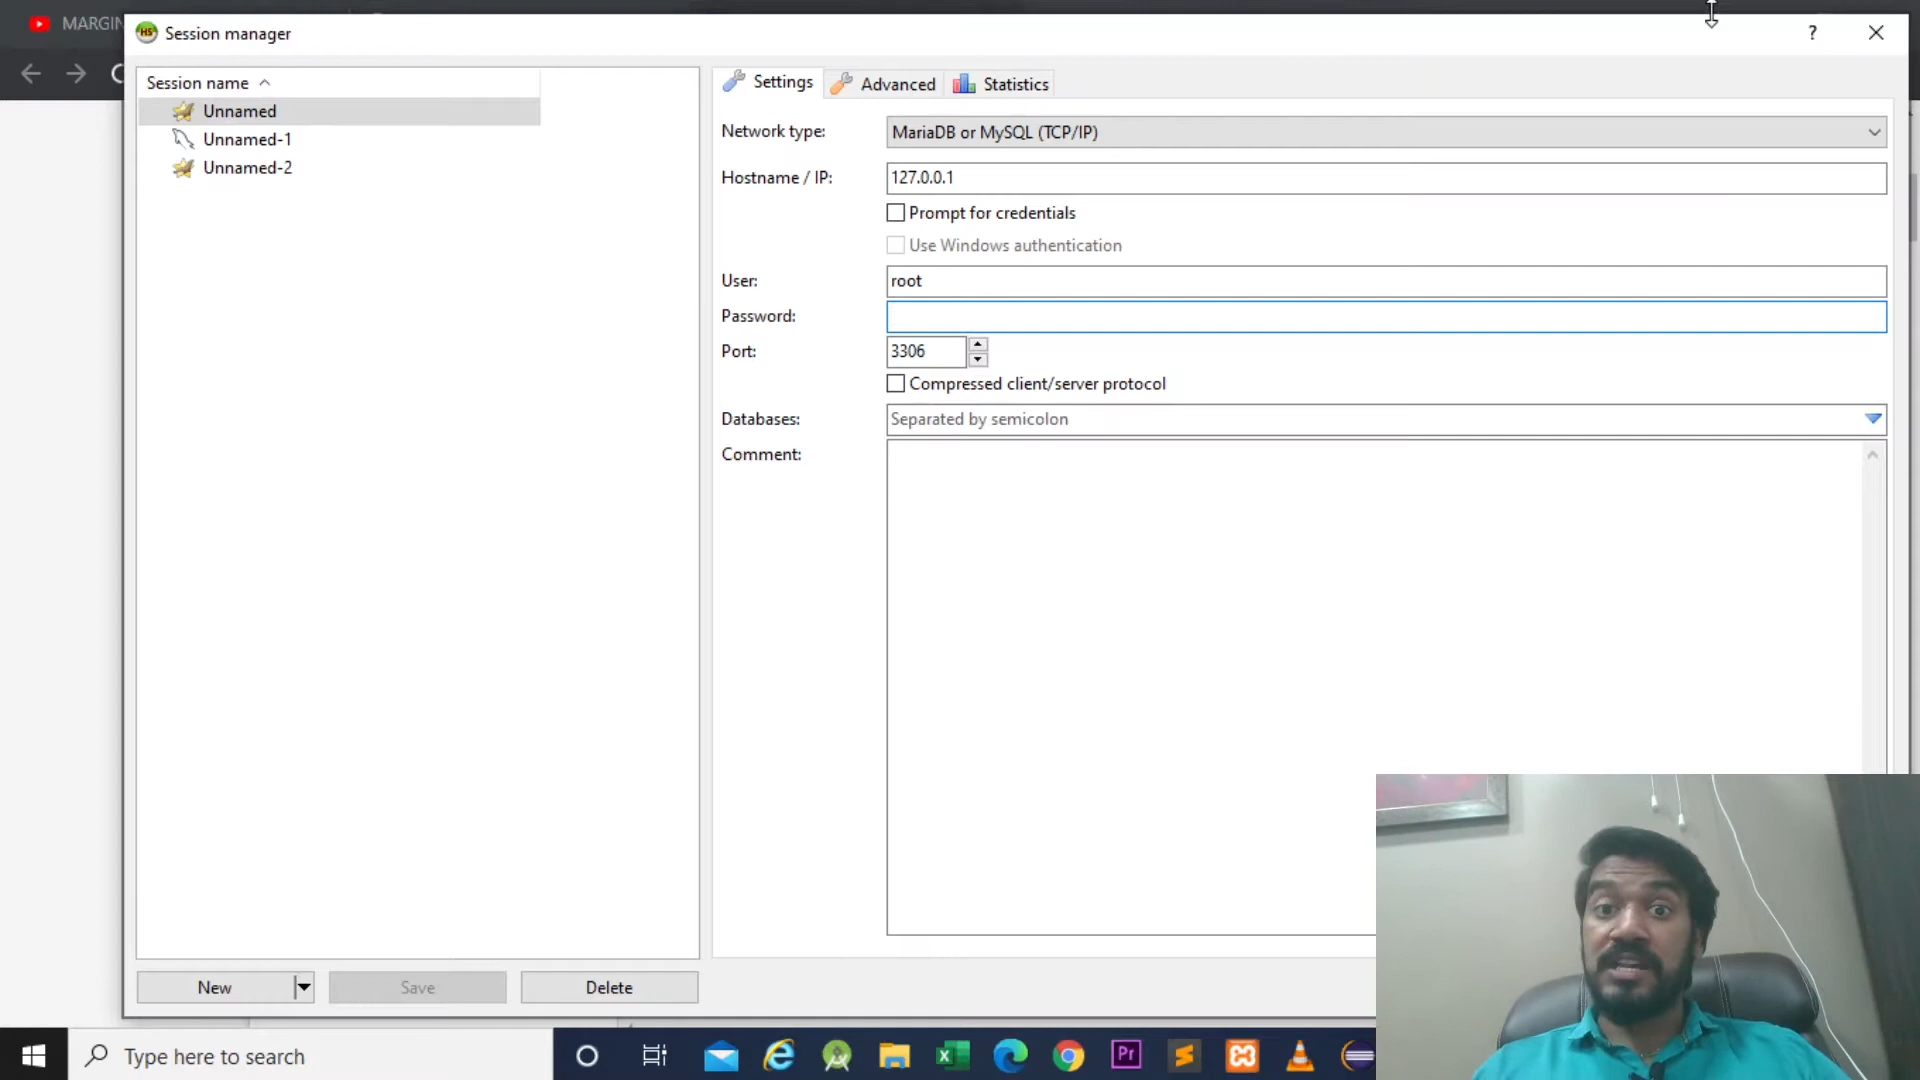 MARGIN
HS Session manager ?
Session name
Unnamed
Unnamed-1
Unnamed-2
Settings Advanced Statistics
Network type: MariaDB or MySQL (TCP/IP)
Hostname / IP: 127.0.0.1
Prompt for credentials
Use Windows authentication
User: root
Password:
Port: 3306
Compressed client/server protocol
Databases: Separated by semicolon
Comment:
New Save Delete
Type here to search
Pr